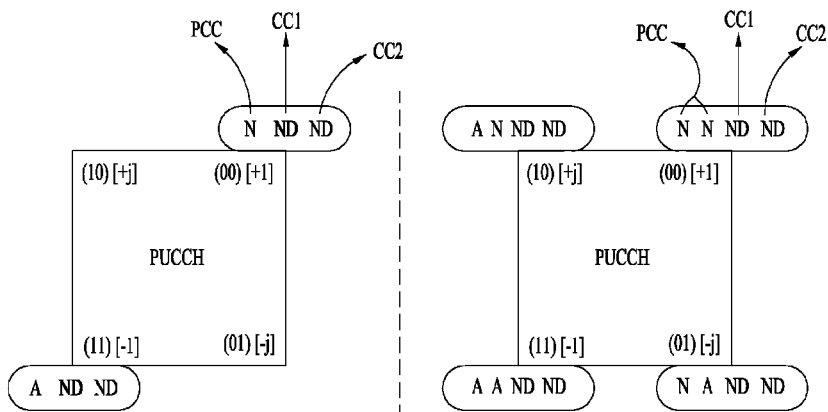 PCC CC1 CC2
N ND ND
(10) [+j] (00) [+1]
PUCCH
(11) [-1] (01) [-j]
A ND ND
PCC CC1 CC2
A N ND ND N N ND ND
(10) [+j] (00) [+1]
PUCCH
(11) [-1] (01) [-j]
A A ND ND N A ND ND